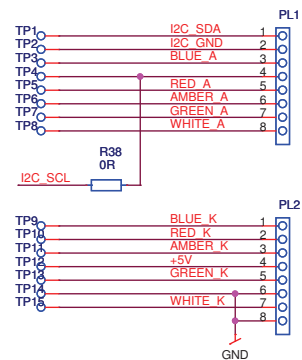 PL1
TP1 I2C_SDA 1
TP2 I2C_GND 2
TP3 BLUE_A 3
TP4 4
TP5 RED_A 5
TP6 AMBER_A 6
TP7 GREEN_A 7
TP8 WHITE_A 8
R38
0R
I2C_SCL
PL2
TP9 BLUE_K 1
TP10 RED_K 2
TP11 AMBER_K 3
TP12 +5V 4
TP13 GREEN_K 5
TP14 6
TP15 WHITE_K 7
8
GND